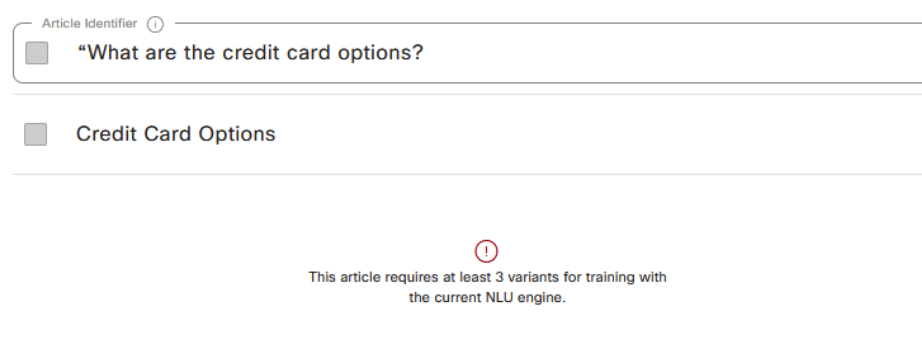 Article Identifier
“What are the credit card options?
Credit Card Options
This article requires at least 3 variants for training with
the current NLU engine.